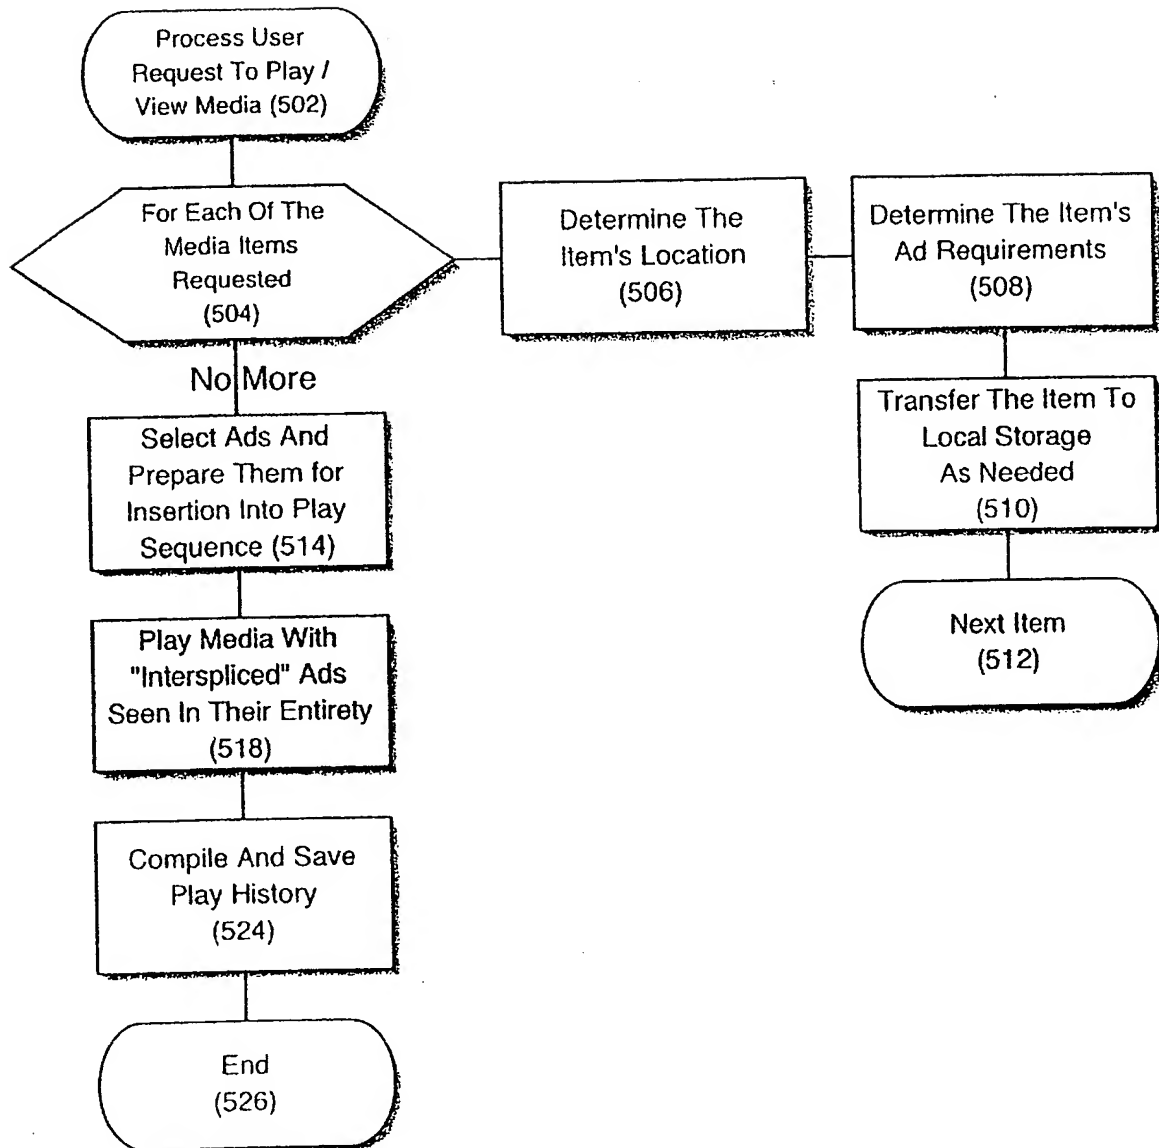 Process User
Request To Play /
View Media (502)
For Each Of The
Media Items
Requested
(504)
Determine The
Item's Location
(506)
Determine The Item's
Ad Requirements
(508)
Transfer The Item To
Local Storage
As Needed
(510)
Next Item
(512)
No More
Select Ads And
Prepare Them for
Insertion Into Play
Sequence (514)
Play Media With
"Interspliced" Ads
Seen In Their Entirety
(518)
Compile And Save
Play History
(524)
End
(526)